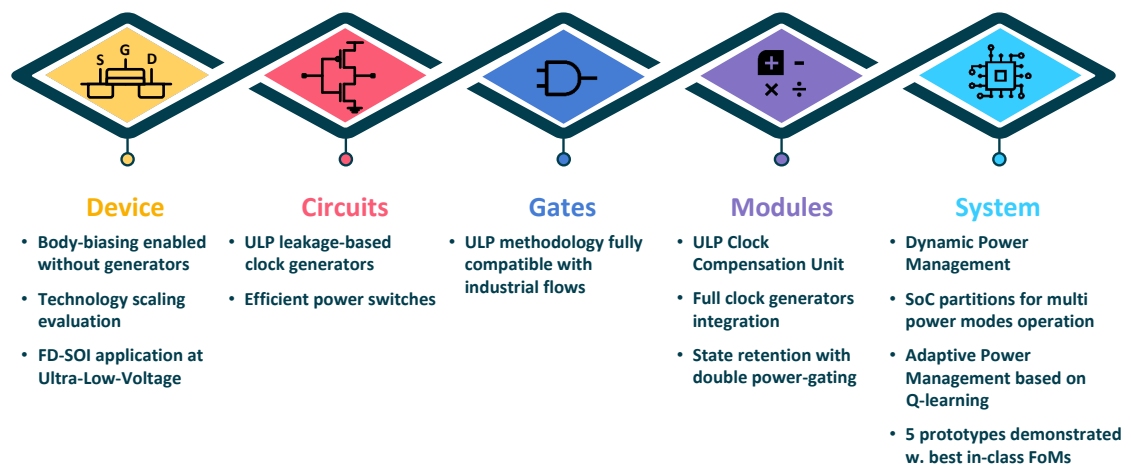 S
G
D
Device
• Body-biasing enabled
without generators
• Technology scaling
evaluation
• FD-SOI application at
Ultra-Low-Voltage
Circuits
• ULP leakage-based
clock generators
• Efficient power switches
Gates
• ULP methodology fully
compatible with
industrial flows
+ -
× ÷
Modules
• ULP Clock
Compensation Unit
• Full clock generators
integration
• State retention with
double power-gating
System
• Dynamic Power
Management
• SoC partitions for multi
power modes operation
• Adaptive Power
Management based on
Q-learning
• 5 prototypes demonstrated
w. best in-class FoMs